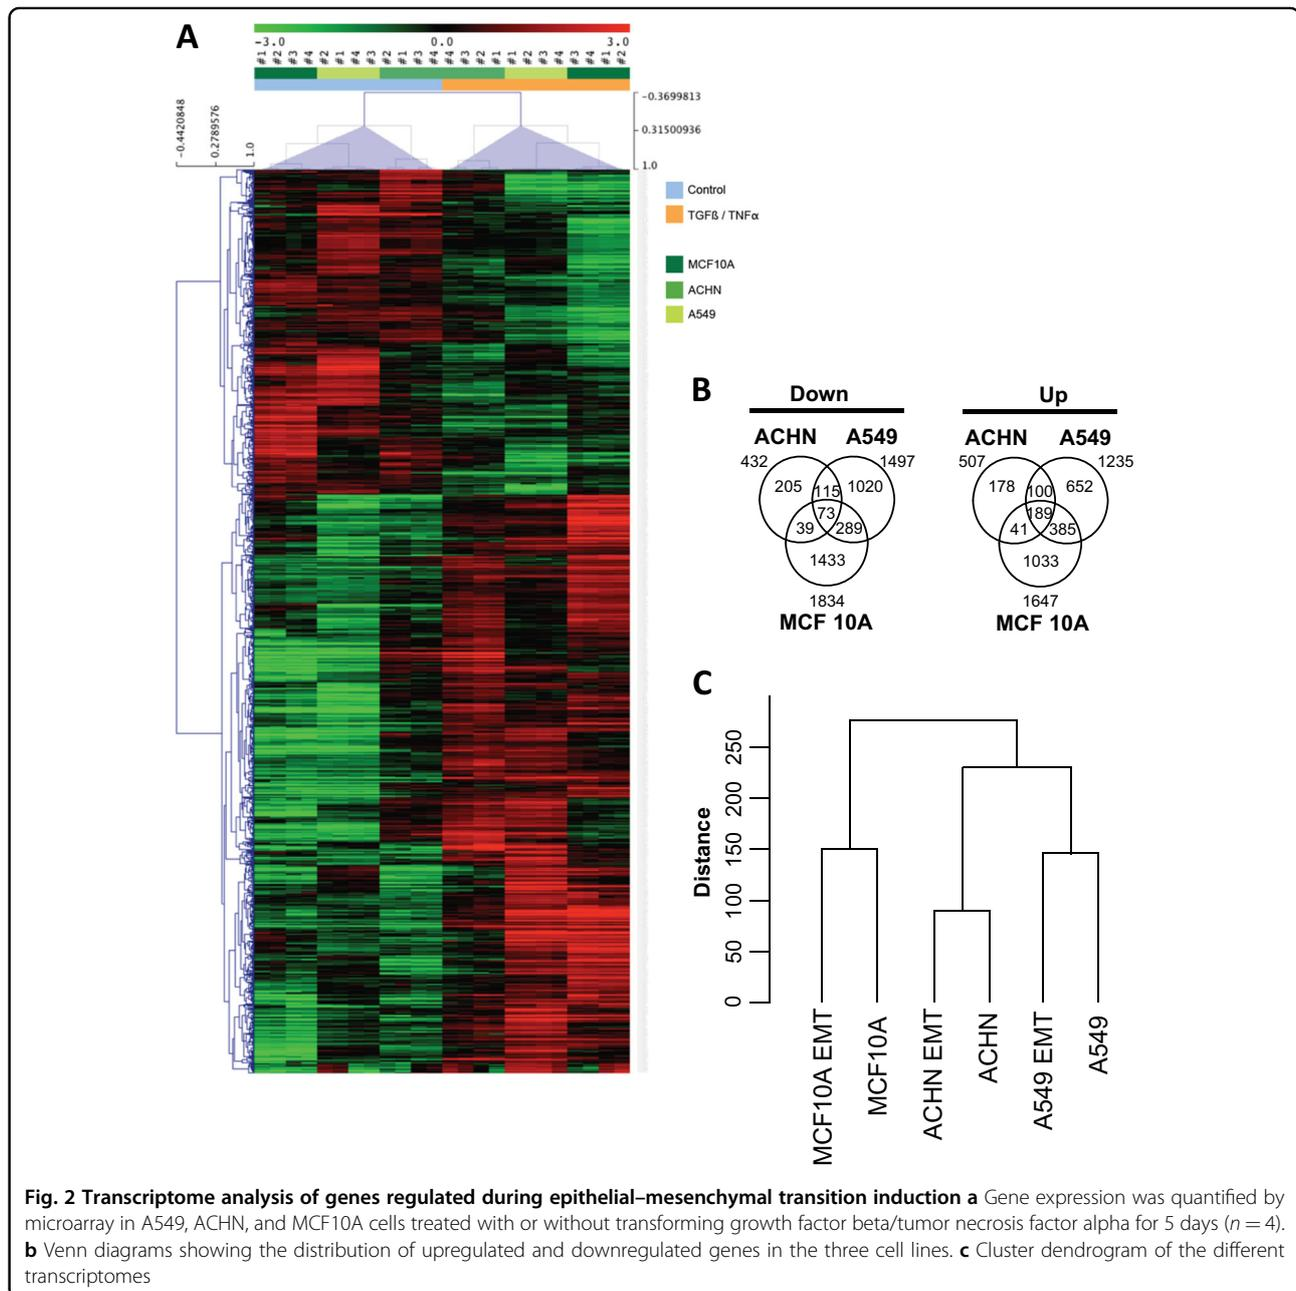 A
-3.0 0.0 3.0
#1 #2 #3 #4 #2 #1 #4 #3 #2 #1 #3 #4 #4 #3 #2 #1 #1 #2 #3 #4 #3 #4 #1 #2
-0.3699813
0.31500936
1.0
-0.4420848
0.2789576
1.0
Control
TGFß / TNFα
MCF10A
ACHN
A549
B
Down
ACHN A549
432 1497
205 115 1020
73
39 289
1433
1834
MCF 10A
Up
ACHN A549
507 1235
178 100 652
189
41 385
1033
1647
MCF 10A
C
Distance
250
200
150
100
50
0
MCF10A EMT
MCF10A
ACHN EMT
ACHN
A549 EMT
A549
Fig. 2 Transcriptome analysis of genes regulated during epithelial–mesenchymal transition induction a Gene expression was quantified by
microarray in A549, ACHN, and MCF10A cells treated with or without transforming growth factor beta/tumor necrosis factor alpha for 5 days (n = 4).
b Venn diagrams showing the distribution of upregulated and downregulated genes in the three cell lines. c Cluster dendrogram of the different
transcriptomes